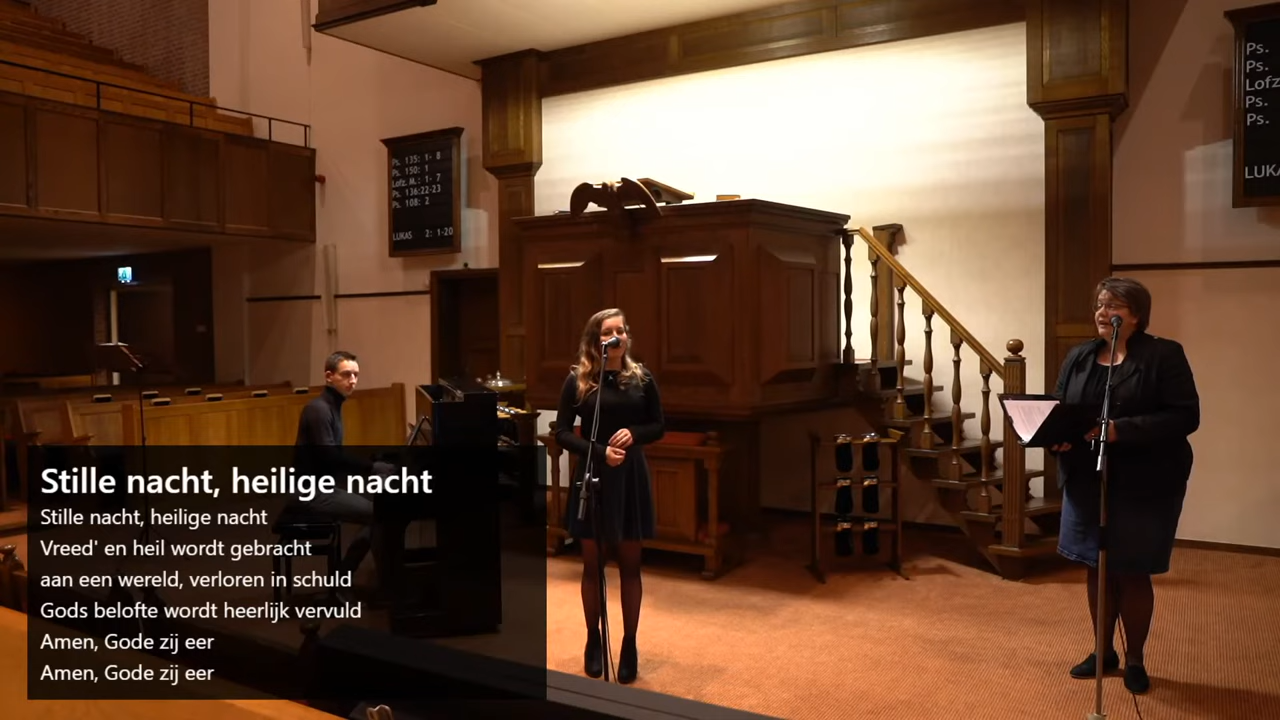 Ps. 135: 1- 8
Ps. 150: 1
Lofz. M.: 1- 7
Ps. 136:22-23
Ps. 108: 2
LUKAS 2: 1-20
Ps.
Ps.
Lofz
Ps.
Ps.
LUKA
Stille nacht, heilige nacht
Stille nacht, heilige nacht
Vreed' en heil wordt gebracht
aan een wereld, verloren in schuld
Gods belofte wordt heerlijk vervuld
Amen, Gode zij eer
Amen, Gode zij eer